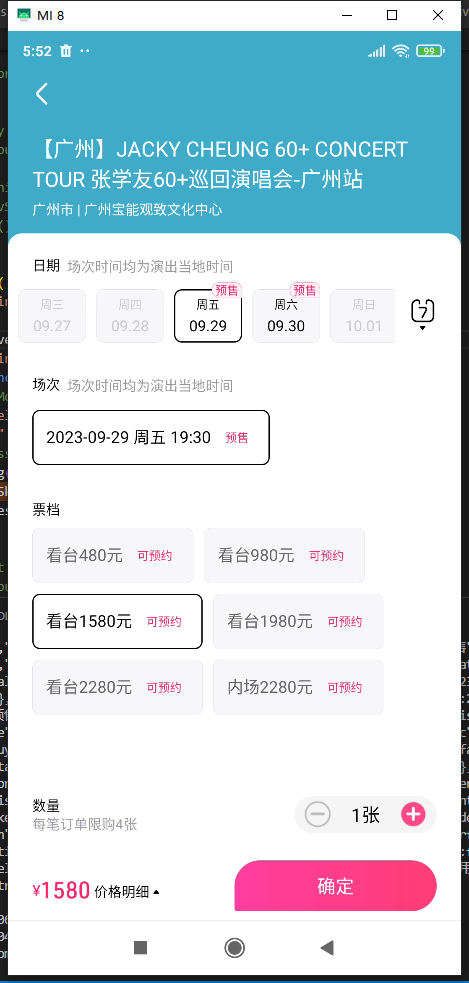 MI 8
5:52
99
【广州】JACKY CHEUNG 60+ CONCERT
TOUR 张学友60+巡回演唱会-广州站
广州市 | 广州宝能观致文化中心
日期 场次时间均为演出当地时间
预售 预售
周三 周四 周五 周六 周日
09.27 09.28 09.29 09.30 10.01
7
场次 场次时间均为演出当地时间
2023-09-29 周五 19:30 预售
票档
看台480元 可预约 看台980元 可预约
看台1580元 可预约 看台1980元 可预约
看台2280元 可预约 内场2280元 可预约
数量
每笔订单限购4张
1张
¥1580 价格明细
确定